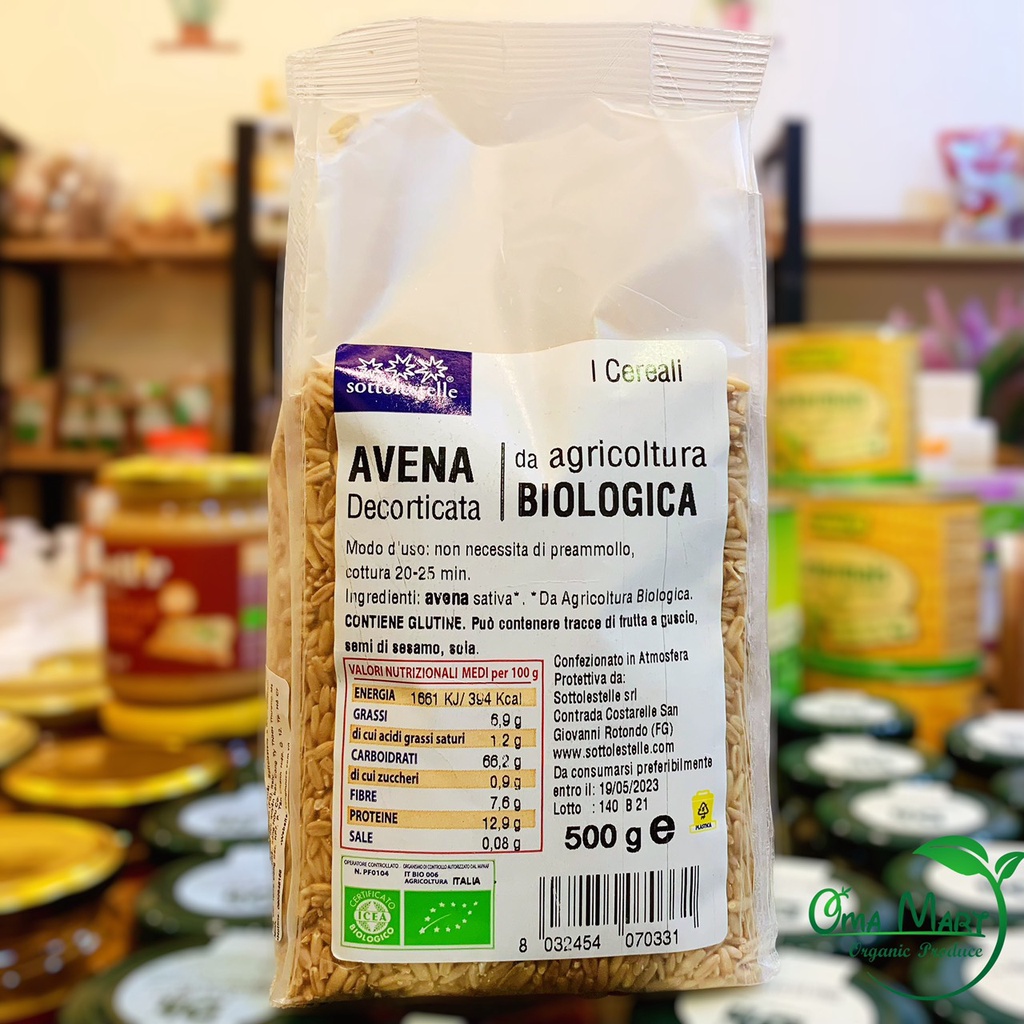 sottolestelle®
I Cereali
AVENA
Decorticata
da agricoltura
BIOLOGICA
Modo d'uso: non necessita di preammollo,
cottura 20-25 min.
Ingredienti: avena sativa*. *Da Agricoltura Biologica.
CONTIENE GLUTINE. Può contenere tracce di frutta a guscio,
semi di sesamo, soia.
VALORI NUTRIZIONALI MEDI per 100 g
ENERGIA 1661 KJ/ 394 Kcal
GRASSI 6,9 g
di cui acidi grassi saturi 1,2 g
CARBOIDRATI 66,2 g
di cui zuccheri 0,9 g
FIBRE 7,6 g
PROTEINE 12,9 g
SALE 0,08 g
Confezionato in Atmosfera
Protettiva da:
Sottolestelle srl
Contrada Costarelle San
Giovanni Rotondo (FG)
www.sottolestelle.com
Da consumarsi preferibilmente
entro il: 19/05/2023
Lotto : 140 B 21
500 g e
PLASTICA
OPERATORE CONTROLLATO
N. PF0104
ORGANISMO DI CONTROLLO AUTORIZZATO DAL MIPAAF
IT BIO 006
AGRICOLTURA ITALIA
CERTIFICATO
ICEA
BIOLOGICO
8 032454 070331
Oma Mart
Organic Produce